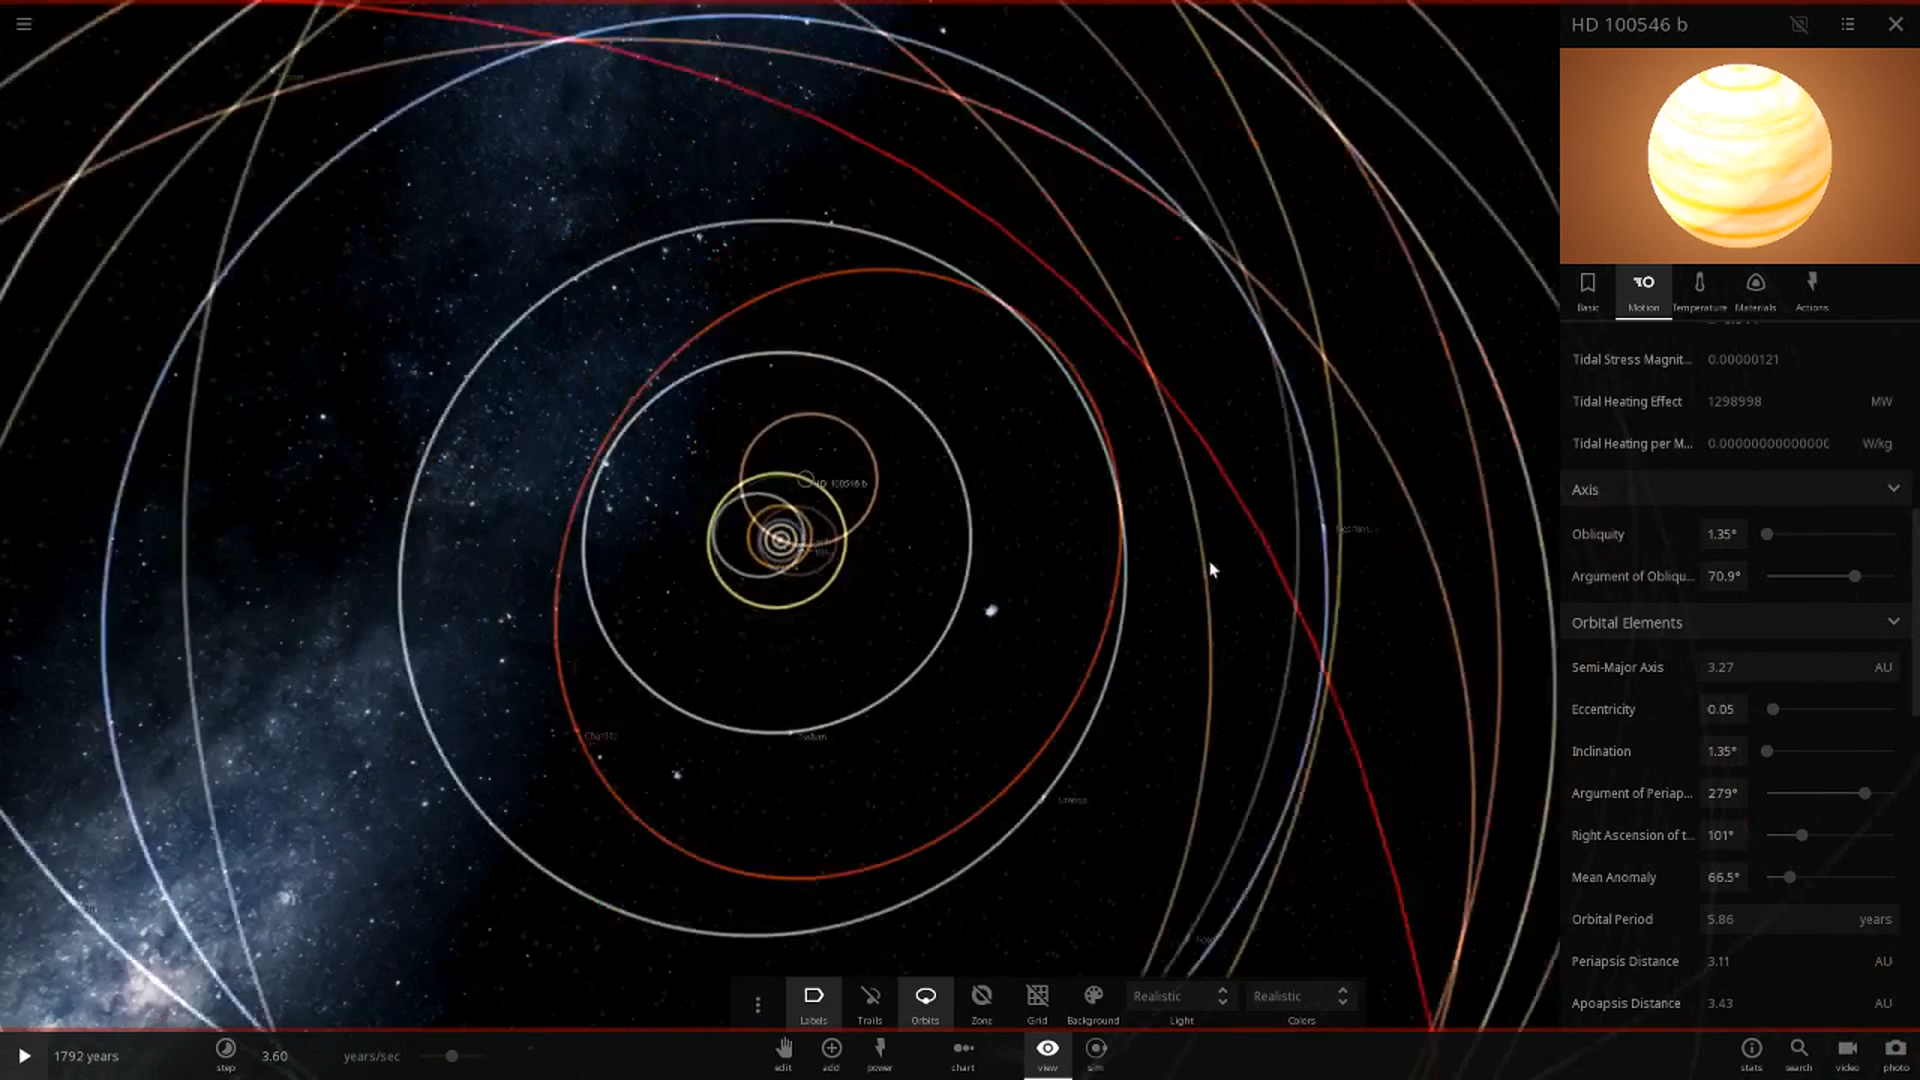 HD 100546 b
Basic
Motion
Temperature
Materials
Actions
Tidal Stress Magnit... 0.00000121
Tidal Heating Effect 1298998 MW
Tidal Heating per M... 0.00000000000000 W/kg
Axis
Obliquity 1.35°
Argument of Obliqu... 70.9°
Orbital Elements
Semi-Major Axis 3.27 AU
Eccentricity 0.05
Inclination 1.35°
Argument of Periap... 279°
Right Ascension of t... 101°
Mean Anomaly 66.5°
Orbital Period 5.86 years
Periapsis Distance 3.11 AU
Apoapsis Distance 3.43 AU
HD 100546 b
Labels
Trails
Orbits
Zone
Grid
Background
Realistic
Light
Realistic
Colors
1792 years
step
3.60 years/sec
edit
add
power
chart
view
sim
stats
search
video
photo